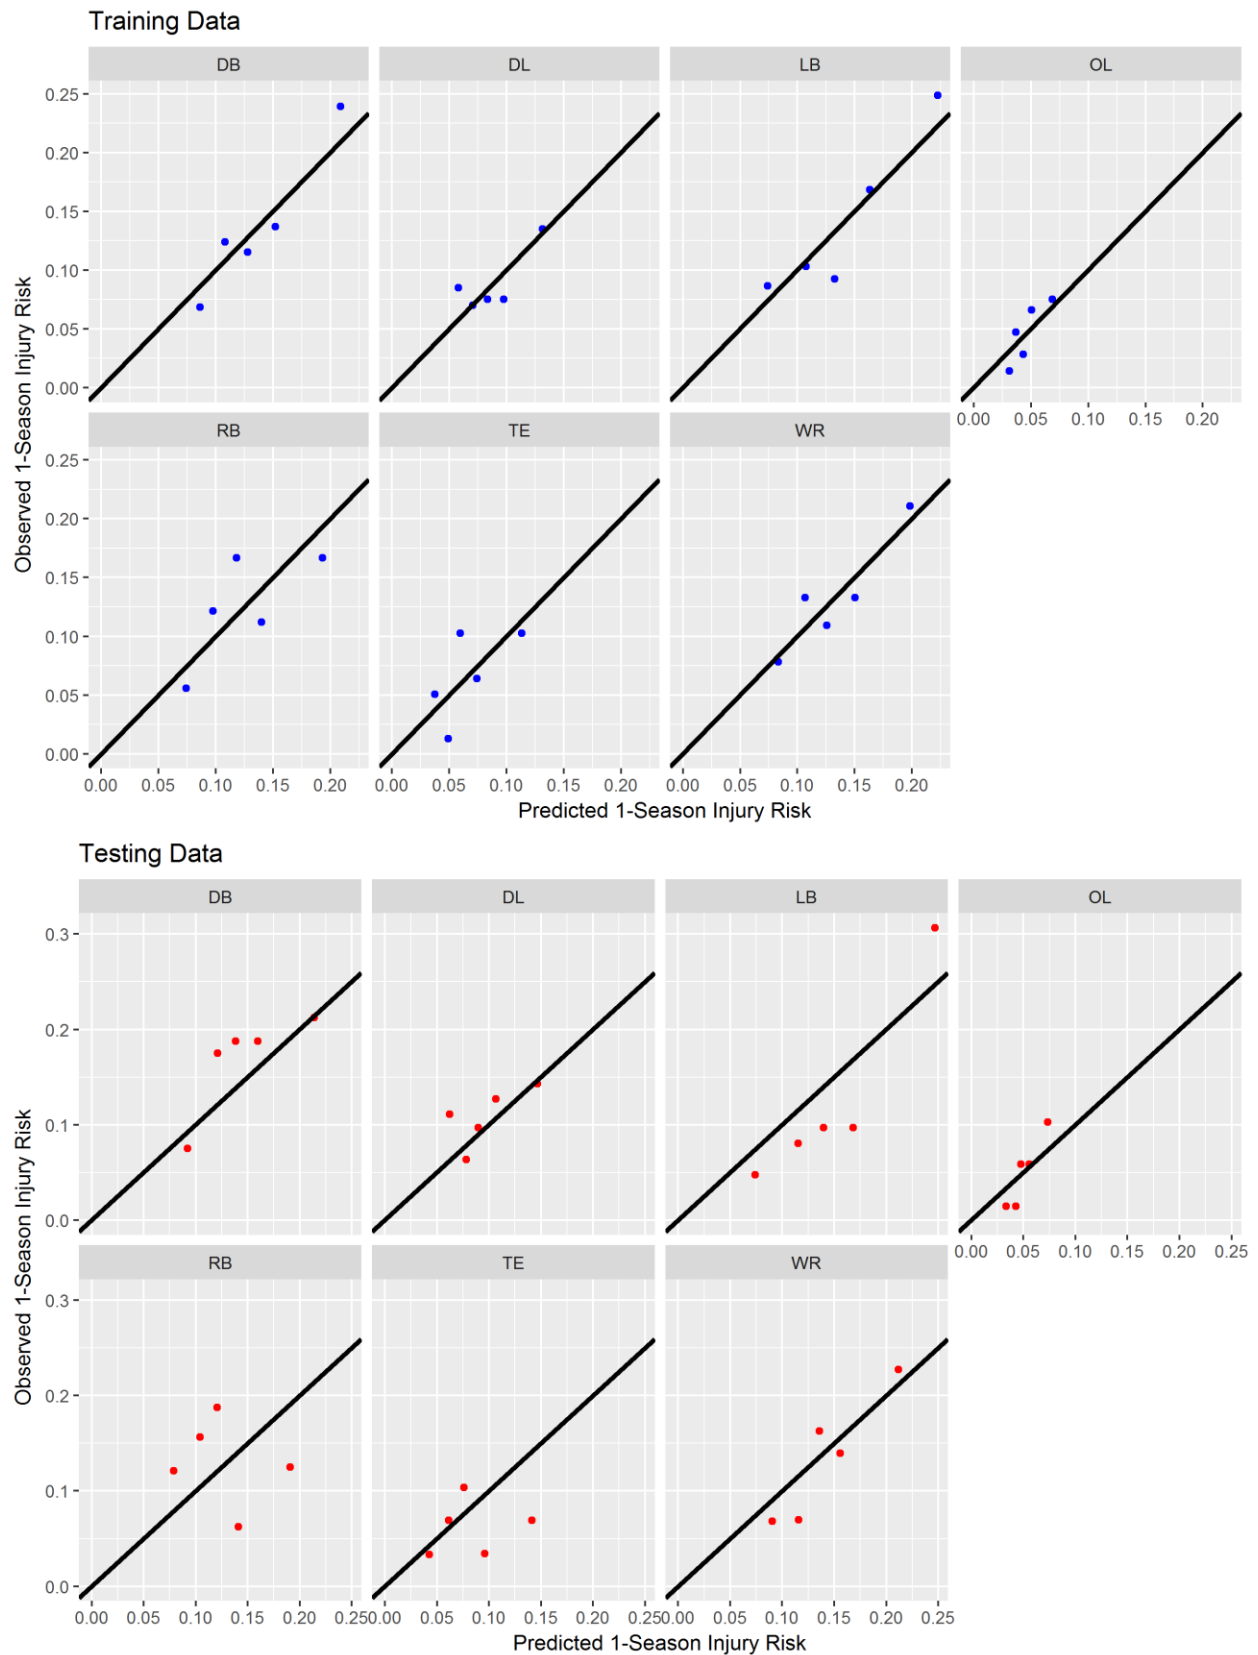 Training Data
DB DL LB OL
0.25
0.20
0.15
0.10
0.05
0.00
0.00 0.05 0.10 0.15 0.20
RB TE WR
0.25
0.20
0.15
0.10
0.05
0.00
0.00 0.05 0.10 0.15 0.20 0.00 0.05 0.10 0.15 0.20 0.00 0.05 0.10 0.15 0.20
Observed 1-Season Injury Risk
Predicted 1-Season Injury Risk
Testing Data
DB DL LB OL
0.3
0.2
0.1
0.0
0.00 0.05 0.10 0.15 0.20 0.25
RB TE WR
0.3
0.2
0.1
0.0
0.00 0.05 0.10 0.15 0.20 0.25 0.00 0.05 0.10 0.15 0.20 0.25 0.00 0.05 0.10 0.15 0.20 0.25
Observed 1-Season Injury Risk
Predicted 1-Season Injury Risk